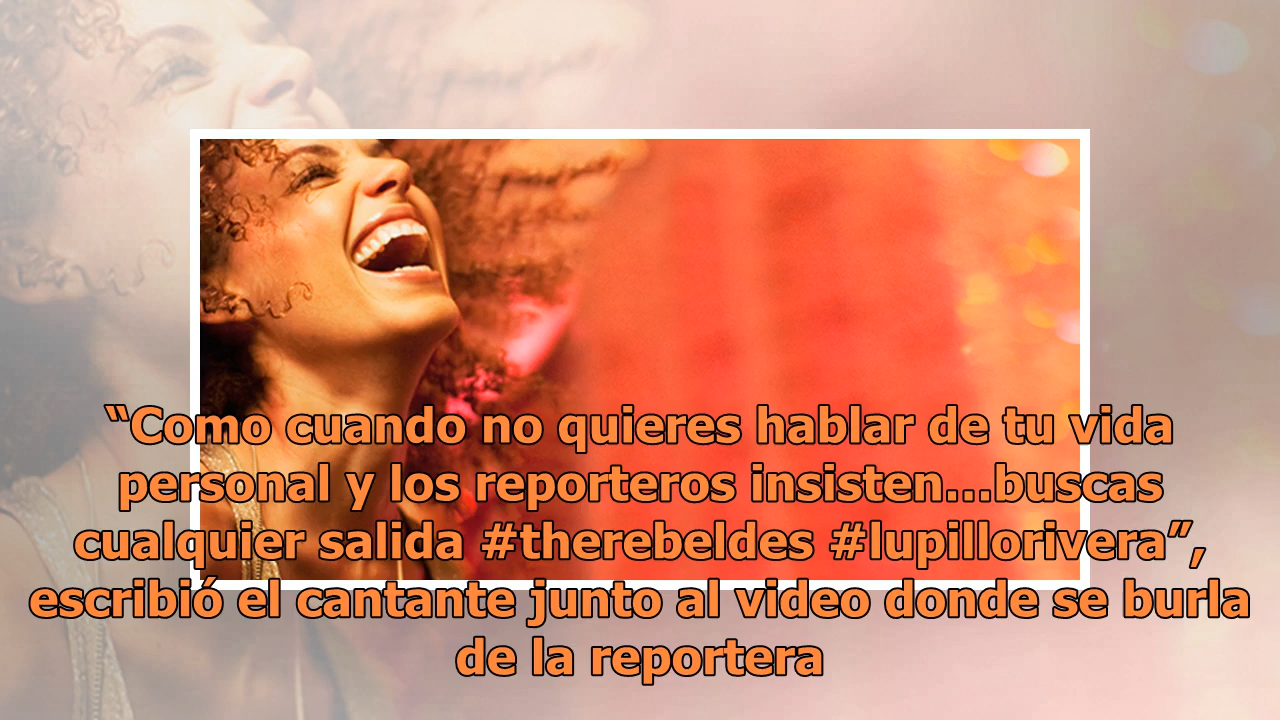 “Como cuando no quieres hablar de tu vida
personal y los reporteros insisten...buscas
cualquier salida #therebeldes #lupillorivera”,
escribió el cantante junto al video donde se burla
de la reportera